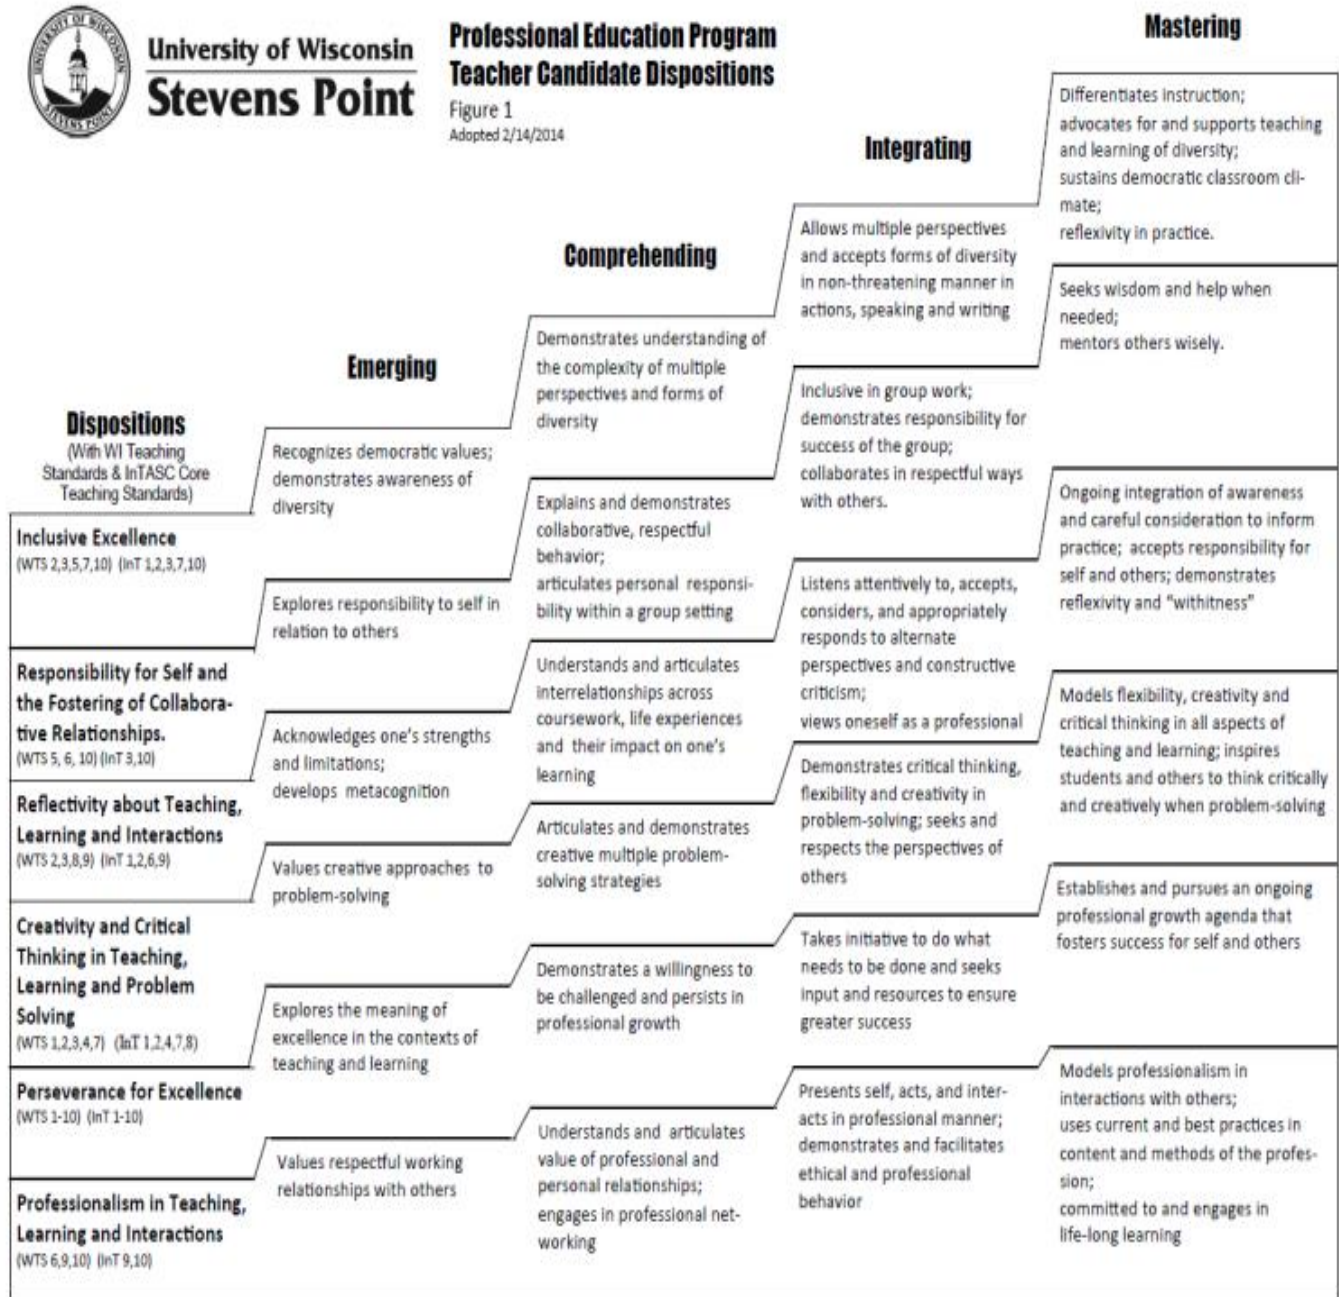 UNIVERSITY OF WISCONSIN
STEVENS POINT
University of Wisconsin
Stevens Point
Professional Education Program
Teacher Candidate Dispositions
Figure 1
Adopted 2/14/2014
Dispositions
(With WI Teaching
Standards & InTASC Core
Teaching Standards)
Emerging
Comprehending
Integrating
Mastering
Inclusive Excellence
(WTS 2,3,5,7,10) (InT 1,2,3,7,10)
Recognizes democratic values;
demonstrates awareness of
diversity
Demonstrates understanding of
the complexity of multiple
perspectives and forms of
diversity
Allows multiple perspectives
and accepts forms of diversity
in non-threatening manner in
actions, speaking and writing
Differentiates instruction;
advocates for and supports teaching
and learning of diversity;
sustains democratic classroom cli-
mate;
reflexivity in practice.
Responsibility for Self and
the Fostering of Collabora-
tive Relationships.
(WTS 5, 6, 10) (InT 3,10)
Explores responsibility to self in
relation to others
Explains and demonstrates
collaborative, respectful
behavior;
articulates personal responsi-
bility within a group setting
Inclusive in group work;
demonstrates responsibility for
success of the group;
collaborates in respectful ways
with others.
Seeks wisdom and help when
needed;
mentors others wisely.
Reflectivity about Teaching,
Learning and Interactions
(WTS 2,3,8,9) (InT 1,2,6,9)
Acknowledges one's strengths
and limitations;
develops metacognition
Understands and articulates
interrelationships across
coursework, life experiences
and their impact on one's
learning
Listens attentively to, accepts,
considers, and appropriately
responds to alternate
perspectives and constructive
criticism;
views oneself as a professional
Ongoing integration of awareness
and careful consideration to inform
practice; accepts responsibility for
self and others; demonstrates
reflexivity and "withitness"
Creativity and Critical
Thinking in Teaching,
Learning and Problem
Solving
(WTS 1,2,3,4,7) (InT 1,2,4,7,8)
Values creative approaches to
problem-solving
Articulates and demonstrates
creative multiple problem-
solving strategies
Demonstrates critical thinking,
flexibility and creativity in
problem-solving; seeks and
respects the perspectives of
others
Models flexibility, creativity and
critical thinking in all aspects of
teaching and learning; inspires
students and others to think critically
and creatively when problem-solving
Perseverance for Excellence
(WTS 1-10) (InT 1-10)
Explores the meaning of
excellence in the contexts of
teaching and learning
Demonstrates a willingness to
be challenged and persists in
professional growth
Takes initiative to do what
needs to be done and seeks
input and resources to ensure
greater success
Establishes and pursues an ongoing
professional growth agenda that
fosters success for self and others
Professionalism in Teaching,
Learning and Interactions
(WTS 6,9,10) (InT 9,10)
Values respectful working
relationships with others
Understands and articulates
value of professional and
personal relationships;
engages in professional net-
working
Presents self, acts, and inter-
acts in professional manner;
demonstrates and facilitates
ethical and professional
behavior
Models professionalism in
interactions with others;
uses current and best practices in
content and methods of the profes-
sion;
committed to and engages in
life-long learning